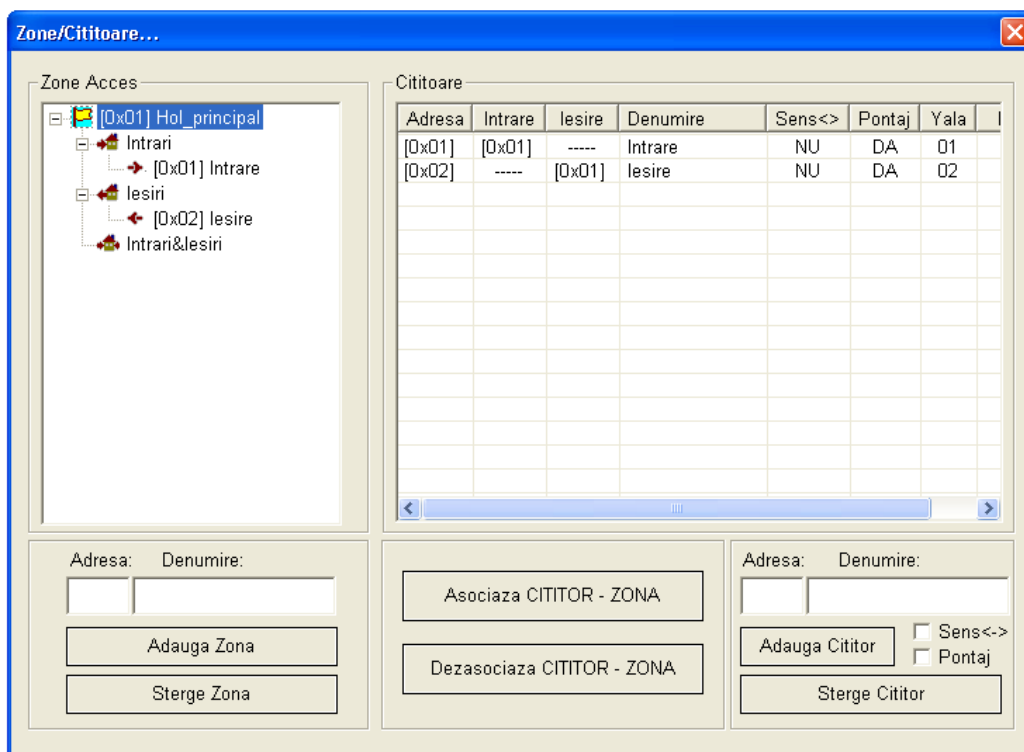 Zone/Cititoare...
Zone Acces
[0x01] Hol_principal
Intrari
[0x01] Intrare
Iesiri
[0x02] Iesire
Intrari&Iesiri
Cititoare
Adresa Intrare Iesire Denumire Sens<> Pontaj Yala
[0x01] [0x01] ----- Intrare NU DA 01
[0x02] ----- [0x01] Iesire NU DA 02
Adresa: Denumire:
Adauga Zona
Sterge Zona
Asociaza CITITOR - ZONA
Dezasociaza CITITOR - ZONA
Adresa: Denumire:
Adauga Cititor
Sens<->
Pontaj
Sterge Cititor